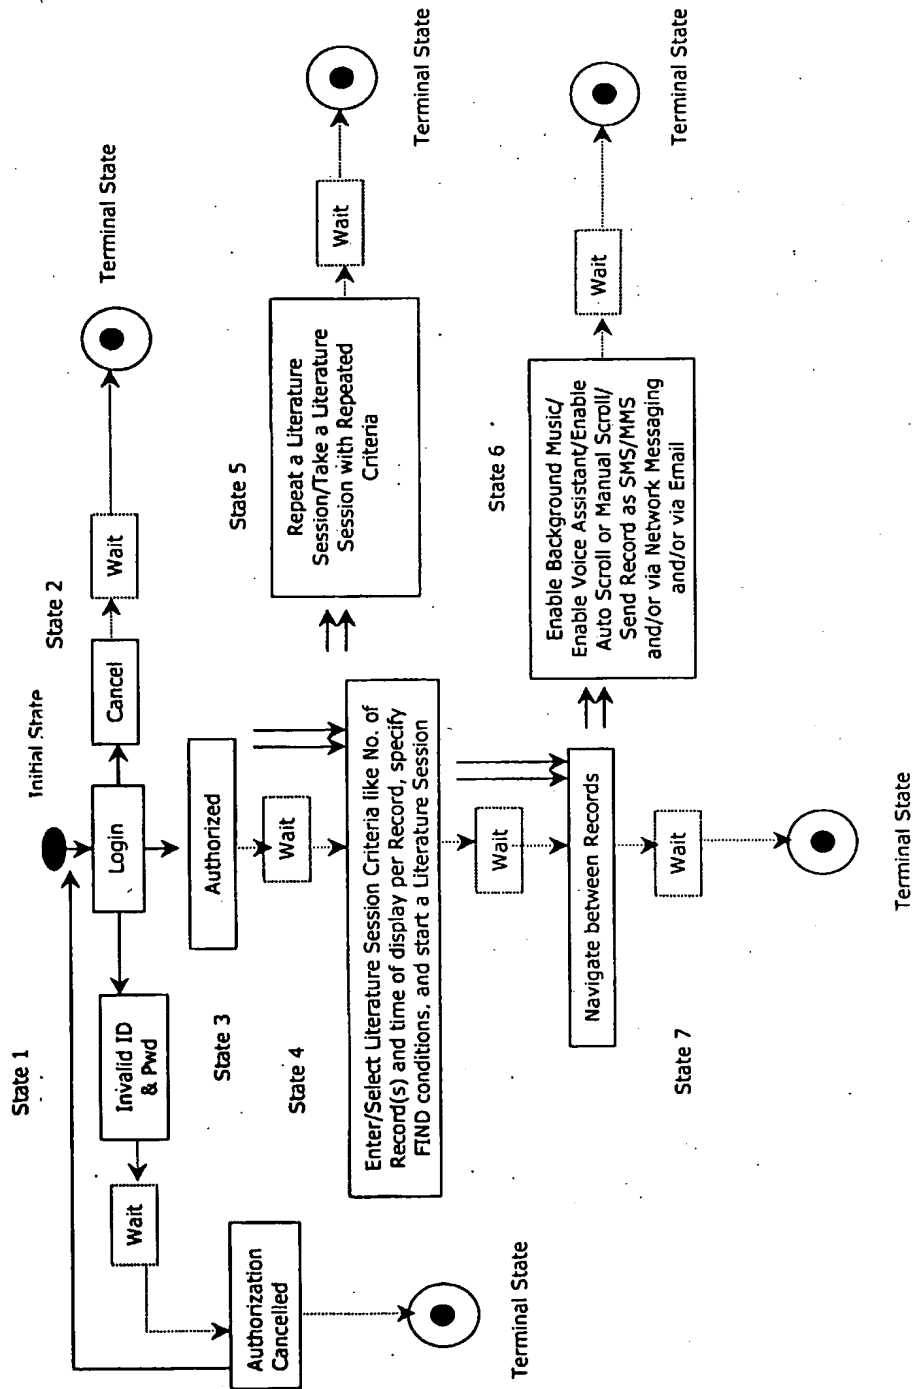 Initial State
State 1
State 2
Login
Cancel
Wait
Terminal State
Invalid ID
& Pwd
Wait
Authorization
Cancelled
Terminal State
State 3
Authorized
Wait
State 4
Enter/Select Literature Session Criteria like No. of
Record(s) and time of display per Record, specify
FIND conditions, and start a Literature Session
State 5
Repeat a Literature
Session/Take a Literature
Session with Repeated
Criteria
Wait
Terminal State
Wait
State 6
Enable Background Music/
Enable Voice Assistant/Enable
Auto Scroll or Manual Scroll/
Send Record as SMS/MMS
and/or via Network Messaging
and/or via Email
Wait
Terminal State
Navigate between Records
State 7
Wait
Terminal State